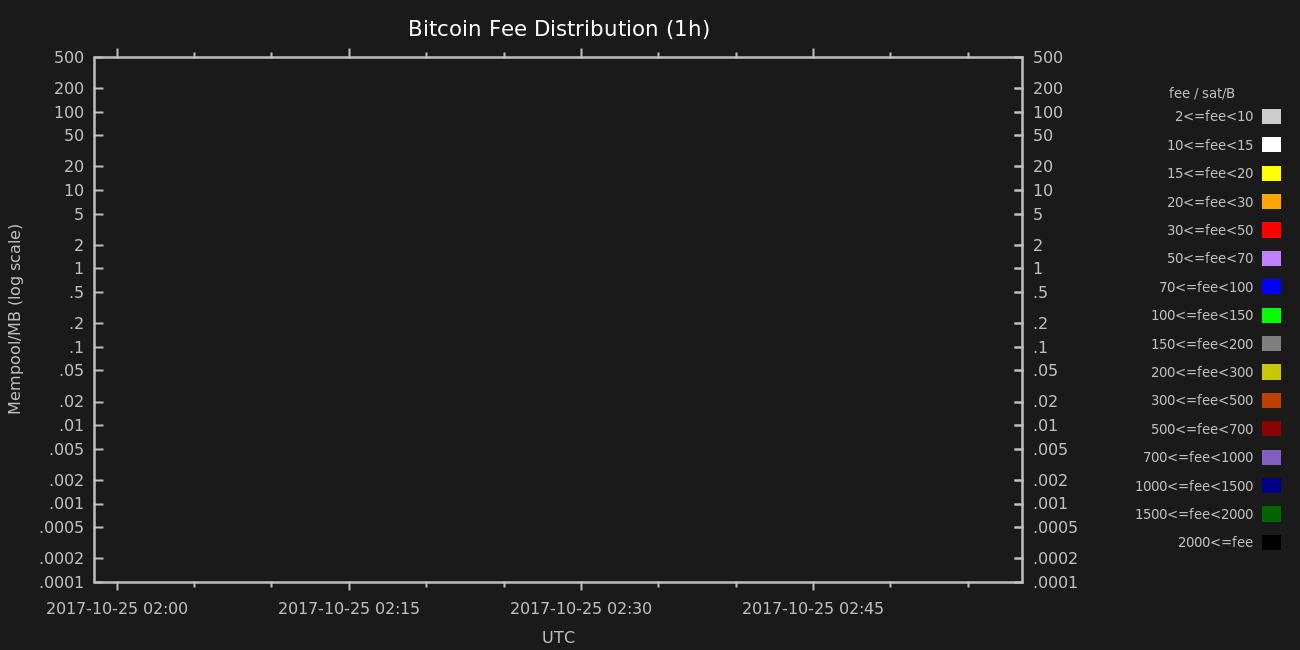 Bitcoin Fee Distribution (1h)
Mempool/MB (log scale)
500
200
100
50
20
10
5
2
1
.5
.2
.1
.05
.02
.01
.005
.002
.001
.0005
.0002
.0001
500
200
100
50
20
10
5
2
1
.5
.2
.1
.05
.02
.01
.005
.002
.001
.0005
.0002
.0001
2017-10-25 02:00 2017-10-25 02:15 2017-10-25 02:30 2017-10-25 02:45
UTC
fee / sat/B
2<=fee<10
10<=fee<15
15<=fee<20
20<=fee<30
30<=fee<50
50<=fee<70
70<=fee<100
100<=fee<150
150<=fee<200
200<=fee<300
300<=fee<500
500<=fee<700
700<=fee<1000
1000<=fee<1500
1500<=fee<2000
2000<=fee